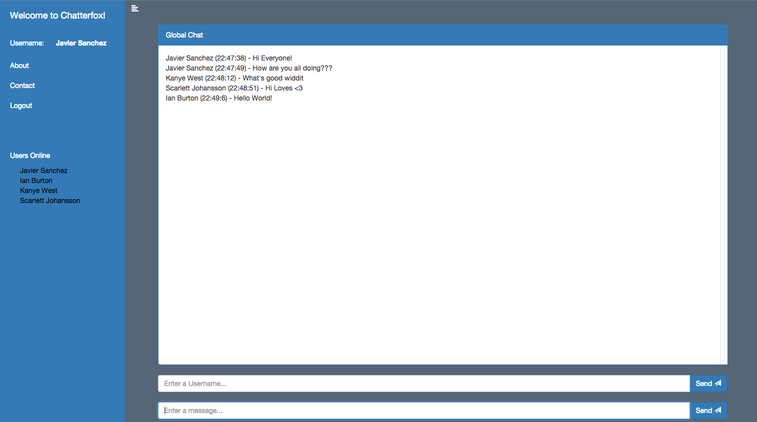 Welcome to Chatterfox!
Username: Javier Sanchez
About
Contact
Logout
Users Online
Javier Sanchez
Ian Burton
Kanye West
Scarlett Johansson
Global Chat
Javier Sanchez (22:47:38) - Hi Everyone!
Javier Sanchez (22:47:49) - How are you all doing???
Kanye West (22:48:12) - What's good widdit
Scarlett Johansson (22:48:51) - Hi Loves <3
Ian Burton (22:49:6) - Hello World!
Enter a Username... Send
Enter a message... Send